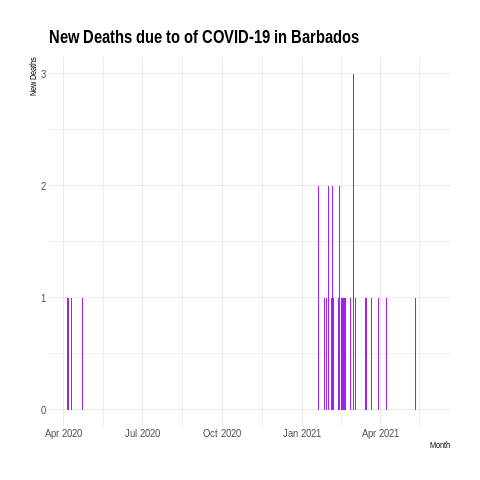 New Deaths due to of COVID-19 in Barbados
New Deaths
3
2
1
0
Apr 2020 Jul 2020 Oct 2020 Jan 2021 Apr 2021
Month